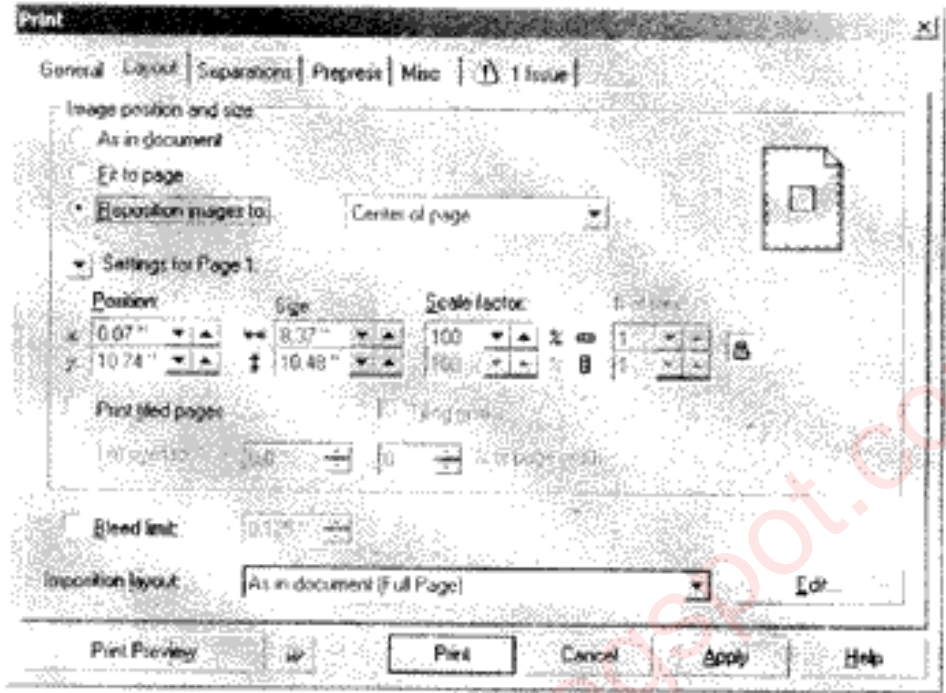 Print
General Layout Separations Prepress Misc 1 Issue
Image position and size
As in document
Fit to page
Reposition images to: Center of page
Settings for Page 1:
Position: Size: Scale factor:
x: 0.07 " 8.37 " 100 % 1
y: 10.74 " 10.48 " 100 % 1
Print tiled pages
Bleed limit:
Imposition layout: As in document (Full Page) Edit...
Print Preview Print Cancel Apply Help